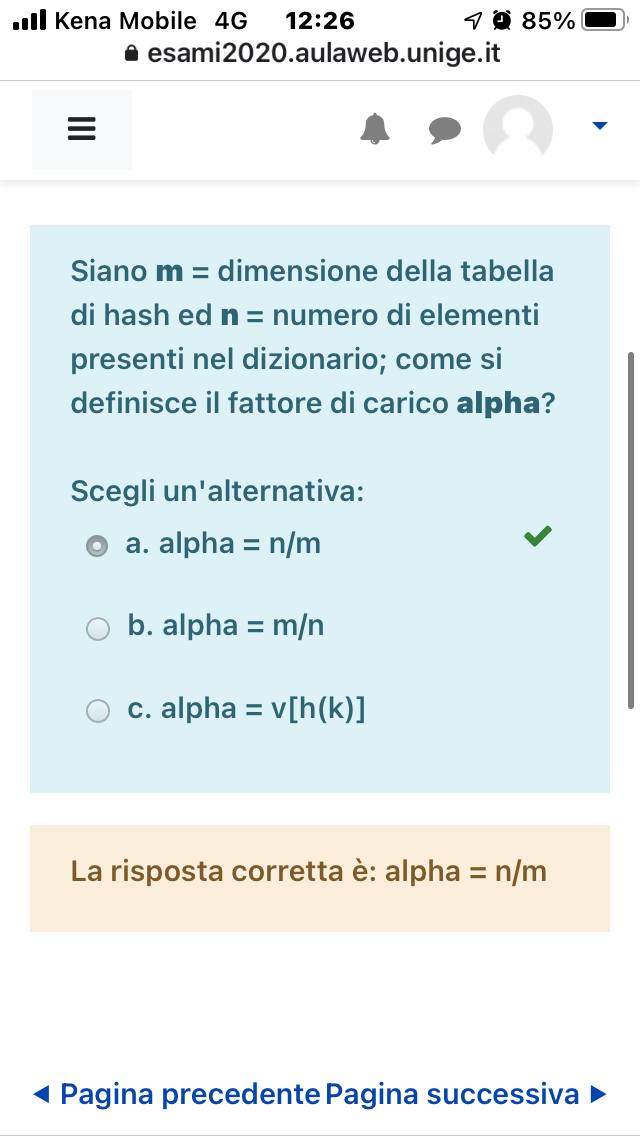 Kena Mobile 4G 12:26 85%
esami2020.aulaweb.unige.it
Siano m = dimensione della tabella
di hash ed n = numero di elementi
presenti nel dizionario; come si
definisce il fattore di carico alpha?
Scegli un'alternativa:
a. alpha = n/m
b. alpha = m/n
c. alpha = v[h(k)]
La risposta corretta è: alpha = n/m
Pagina precedente Pagina successiva